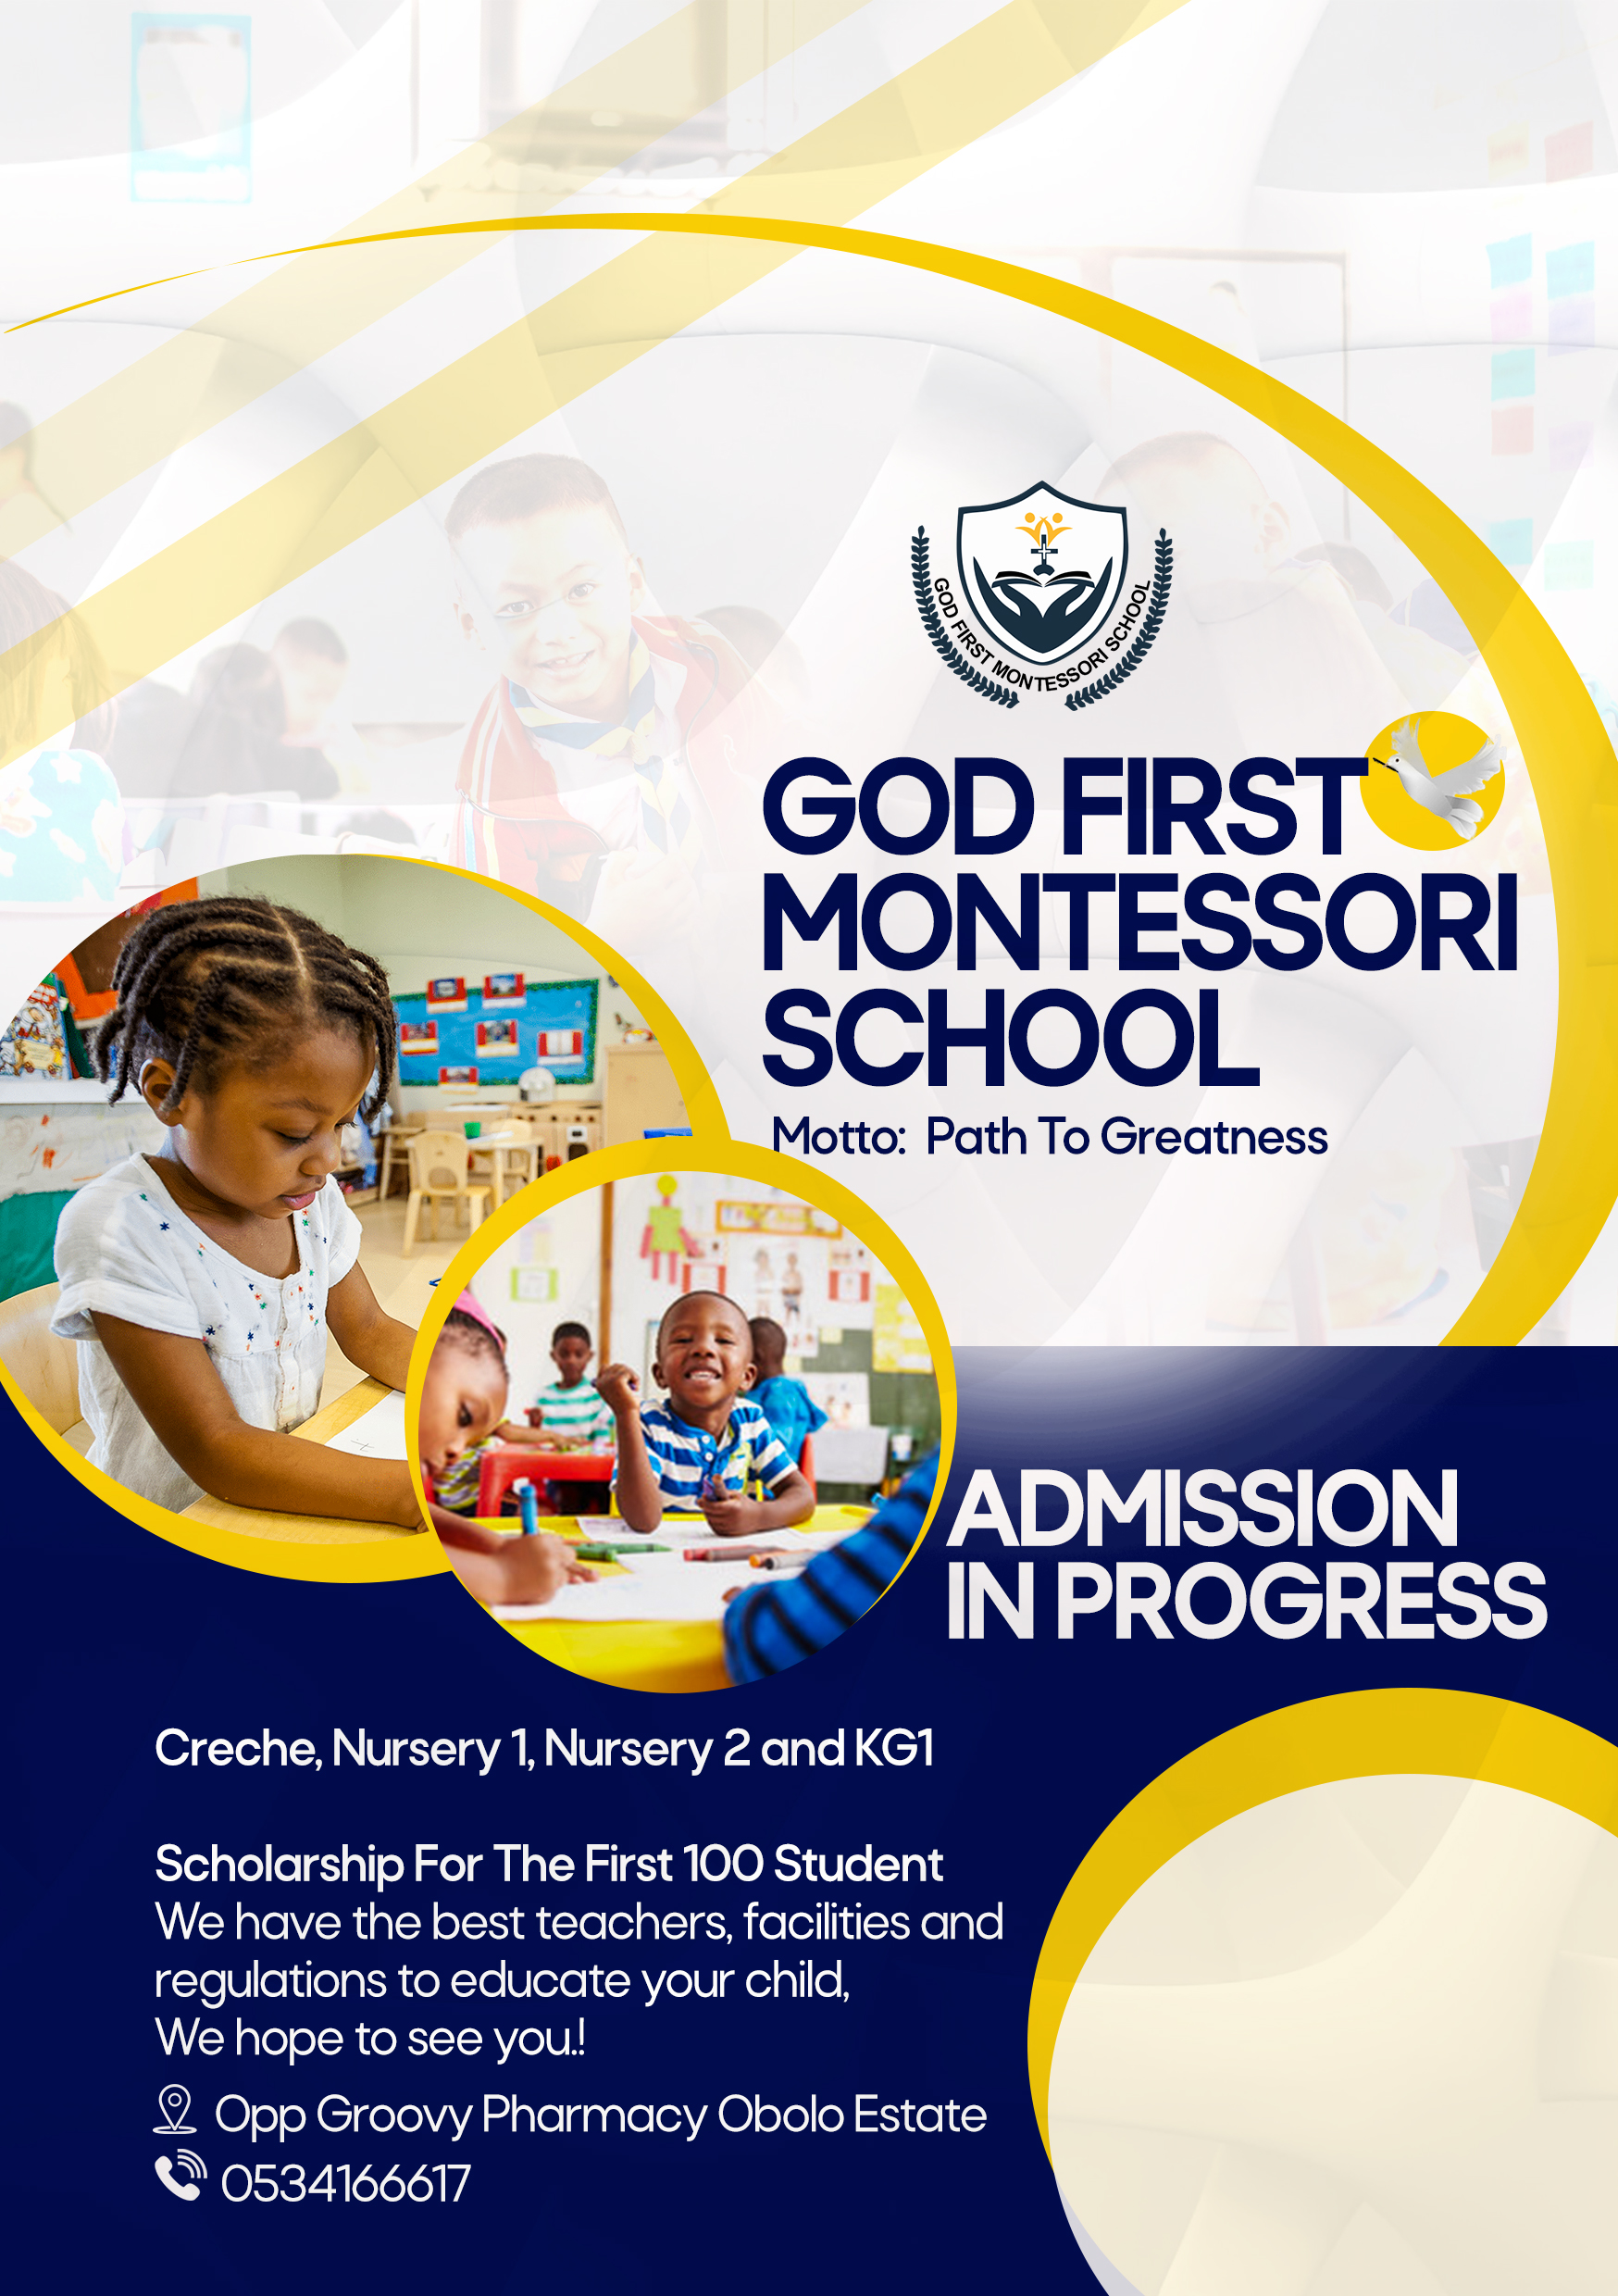 GOD FIRST MONTESSORI SCHOOL
GOD FIRST
MONTESSORI
SCHOOL
Motto: Path To Greatness
ADMISSION
IN PROGRESS
Creche, Nursery 1, Nursery 2 and KG1
Scholarship For The First 100 Student
We have the best teachers, facilities and
regulations to educate your child,
We hope to see you.!
Opp Groovy Pharmacy Obolo Estate
0534166617